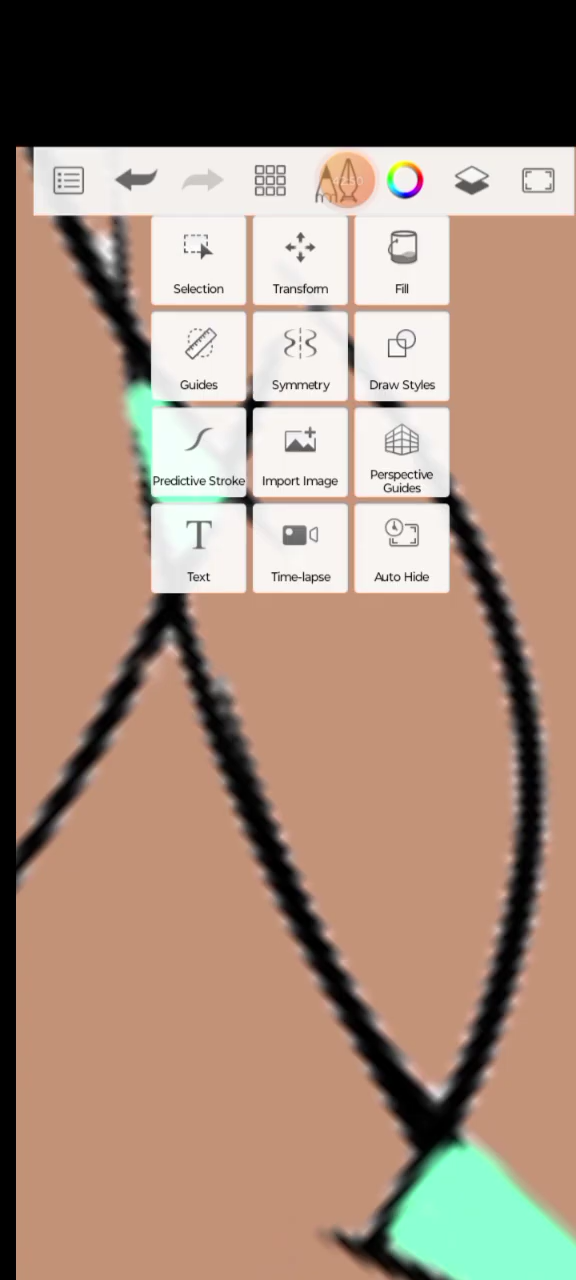 Selection
Transform
Fill
Guides
Symmetry
Draw Styles
Predictive Stroke
Import Image
Perspective
Guides
Text
Time-lapse
Auto Hide